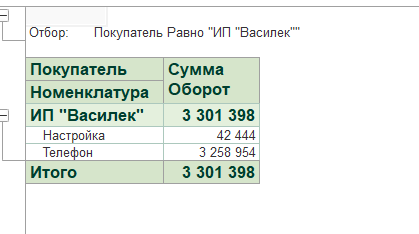 Отбор: Покупатель Равно "ИП "Василек""
Покупатель Сумма
Номенклатура Оборот
ИП "Василек" 3 301 398
Настройка 42 444
Телефон 3 258 954
Итого 3 301 398